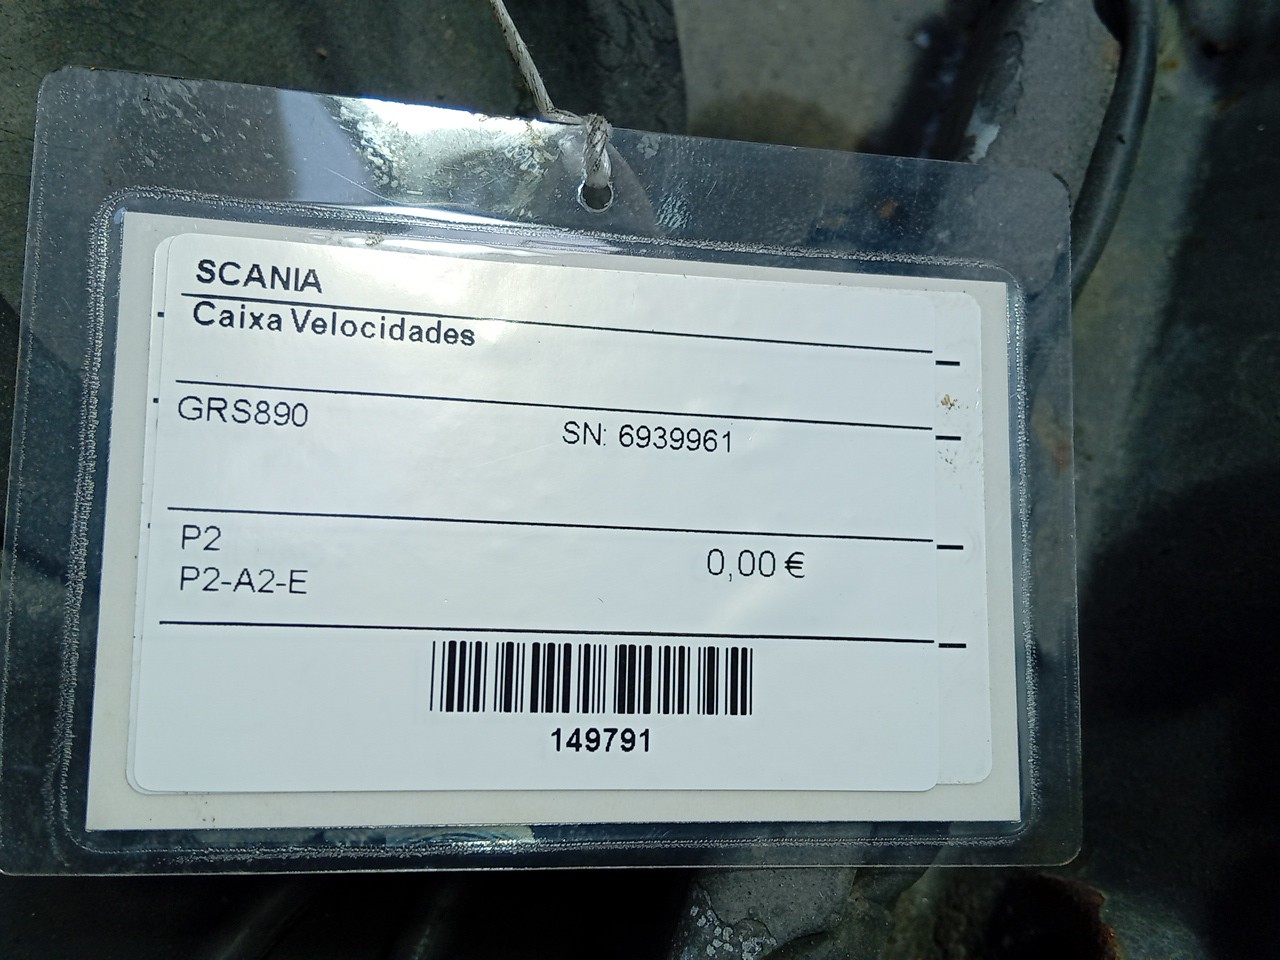 SCANIA
Caixa Velocidades
GRS890 SN: 6939961
P2
P2-A2-E 0,00 €
149791